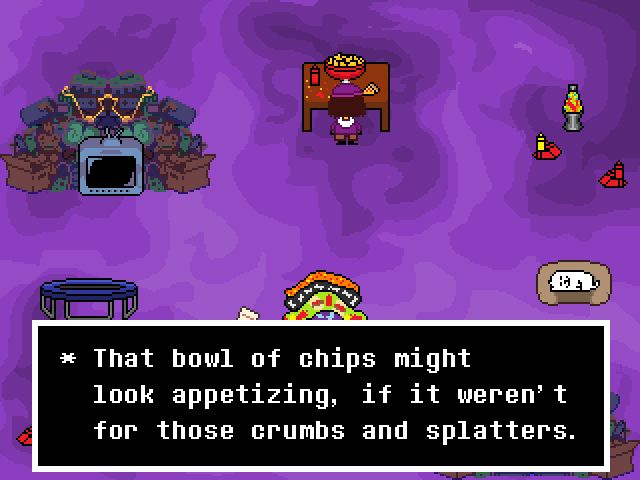 * That bowl of chips might
look appetizing, if it weren't
for those crumbs and splatters.